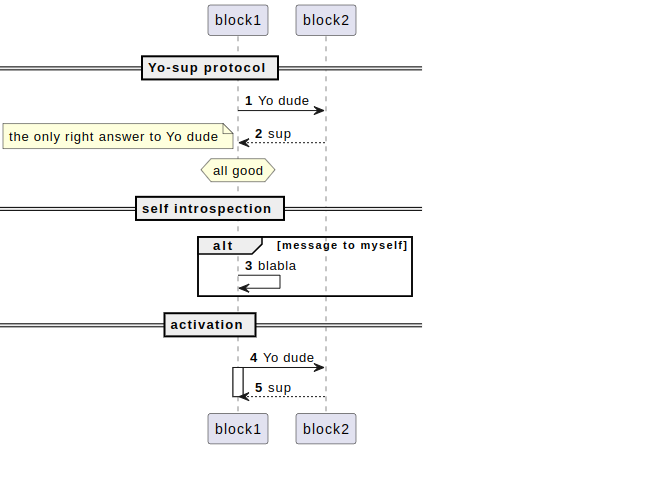 block1 block2
Yo-sup protocol
1 Yo dude
the only right answer to Yo dude
2 sup
all good
self introspection
alt [message to myself]
3 blabla
activation
4 Yo dude
5 sup
block1 block2